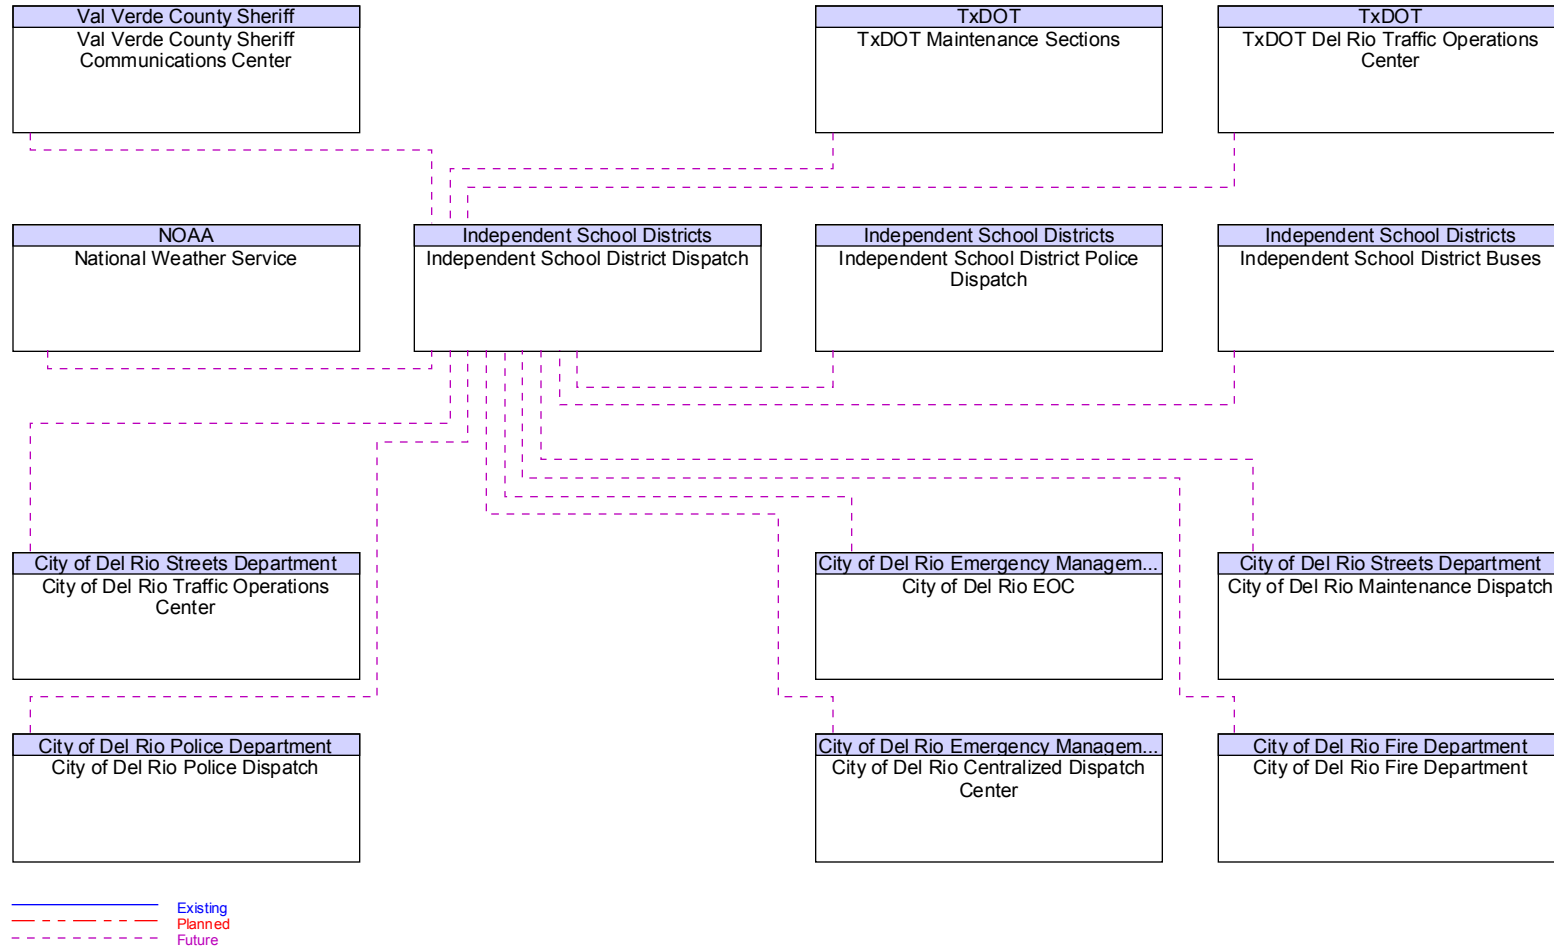 Val Verde County Sheriff
Val Verde County Sheriff
Communications Center
TxDOT
TxDOT Maintenance Sections
TxDOT
TxDOT Del Rio Traffic Operations
Center
NOAA
National Weather Service
Independent School Districts
Independent School District Dispatch
Independent School Districts
Independent School District Police
Dispatch
Independent School Districts
Independent School District Buses
City of Del Rio Streets Department
City of Del Rio Traffic Operations
Center
City of Del Rio Emergency Managem...
City of Del Rio EOC
City of Del Rio Streets Department
City of Del Rio Maintenance Dispatch
City of Del Rio Police Department
City of Del Rio Police Dispatch
City of Del Rio Emergency Managem...
City of Del Rio Centralized Dispatch
Center
City of Del Rio Fire Department
City of Del Rio Fire Department
Existing
Planned
Future